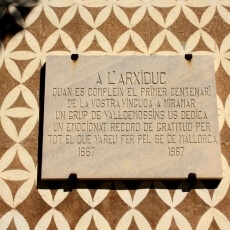 A L'ARXIDUC
QUAN ES COMPLEIX EL PRIMER CENTENARI
DE LA VOSTRA VINGUDA A MIRAMAR
UN GRUP DE VALLDEMOSSINS US DEDICA
UN EMOCIONAT RECORD DE GRATITUD PER
TOT EL QUE VAREU FER PEL BE DE MALLORCA
1867 1967